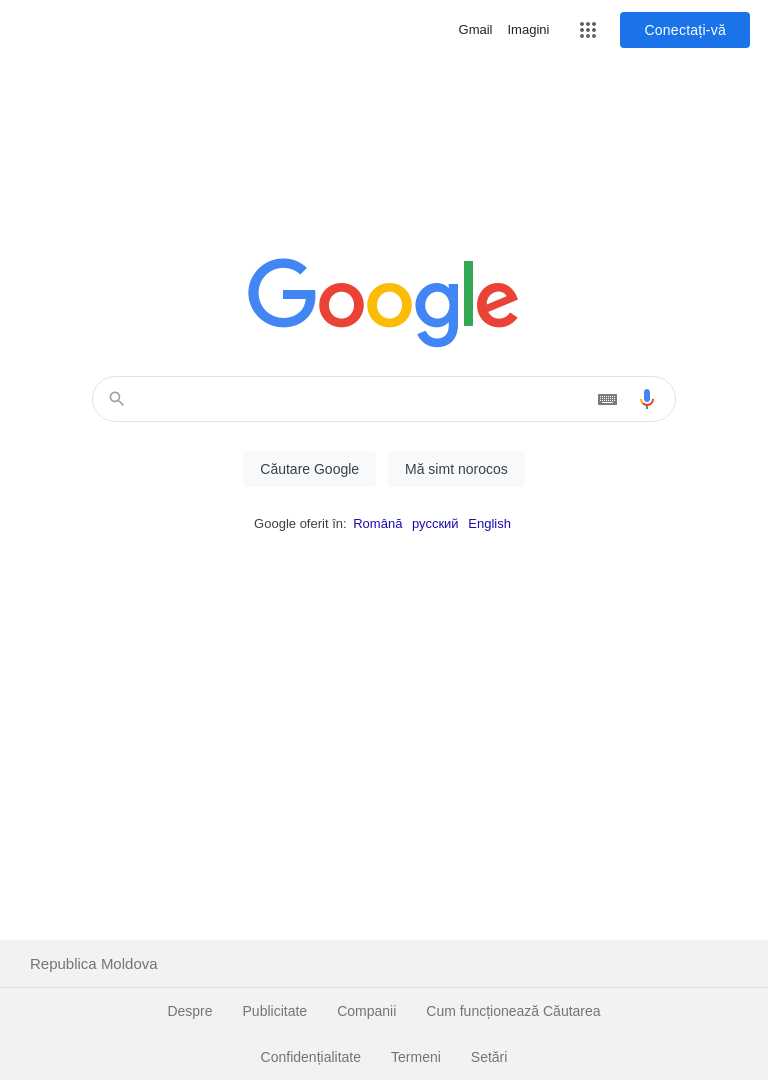 Gmail Imagini Conectați-vă
Google
Căutare Google Mă simt norocos
Google oferit în: Română русский English
Republica Moldova
Despre Publicitate Companii Cum funcționează Căutarea
Confidențialitate Termeni Setări